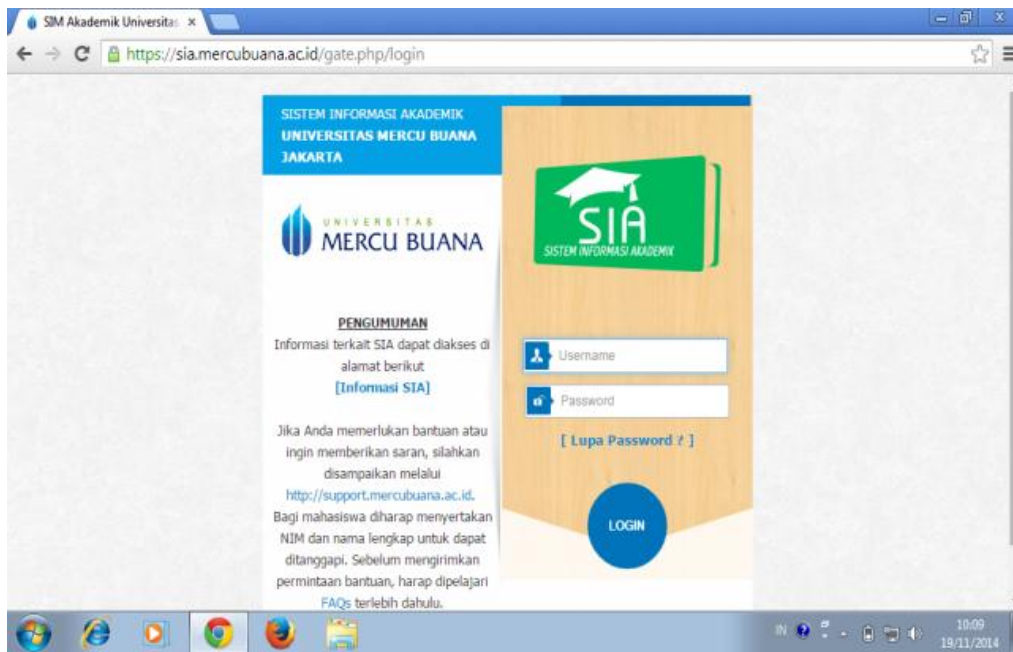 SIM Akademik Universitas
https://sia.mercubuana.ac.id/gate.php/login
SISTEM INFORMASI AKADEMIK
UNIVERSITAS MERCU BUANA
JAKARTA
UNIVERSITAS
MERCU BUANA
PENGUMUMAN
Informasi terkait SIA dapat diakses di
alamat berikut
[Informasi SIA]
Jika Anda memerlukan bantuan atau
ingin memberikan saran, silahkan
disampaikan melalui
http://support.mercubuana.ac.id.
Bagi mahasiswa diharap menyertakan
NIM dan nama lengkap untuk dapat
ditanggapi. Sebelum mengirimkan
permintaan bantuan, harap dipelajari
FAQs terlebih dahulu.
SIA
SISTEM INFORMASI AKADEMIK
Username
Password
[ Lupa Password ? ]
LOGIN
IN
10:09
19/11/2014